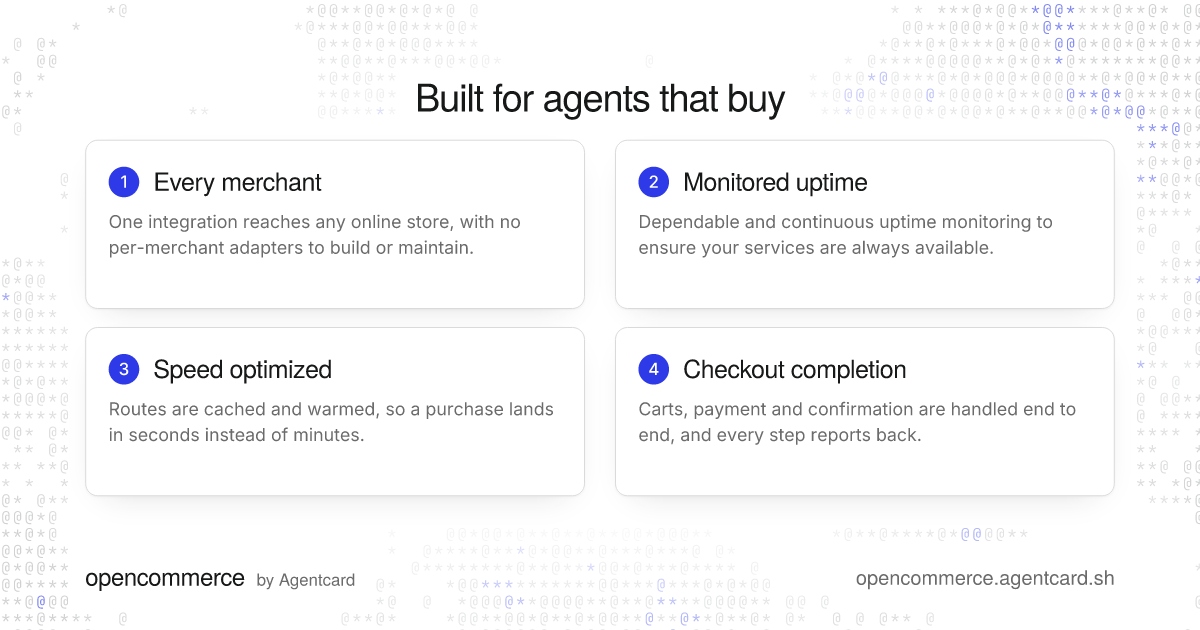 Built for agents that buy
1 Every merchant
One integration reaches any online store, with no
per-merchant adapters to build or maintain.
2 Monitored uptime
Dependable and continuous uptime monitoring to
ensure your services are always available.
3 Speed optimized
Routes are cached and warmed, so a purchase lands
in seconds instead of minutes.
4 Checkout completion
Carts, payment and confirmation are handled end to
end, and every step reports back.
opencommerce by Agentcard
opencommerce.agentcard.sh